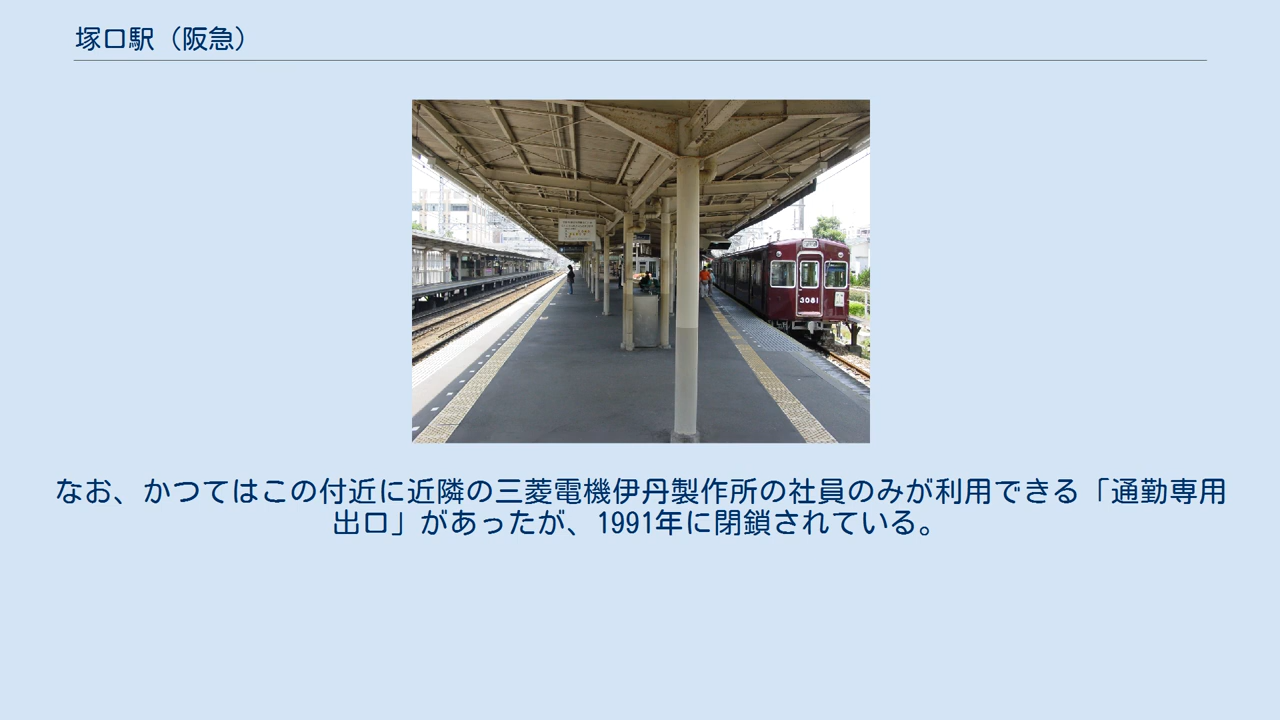 塚口駅（阪急）
3081
なお、かつてはこの付近に近隣の三菱電機伊丹製作所の社員のみが利用できる「通勤専用
出口」があったが、1991年に閉鎖されている。